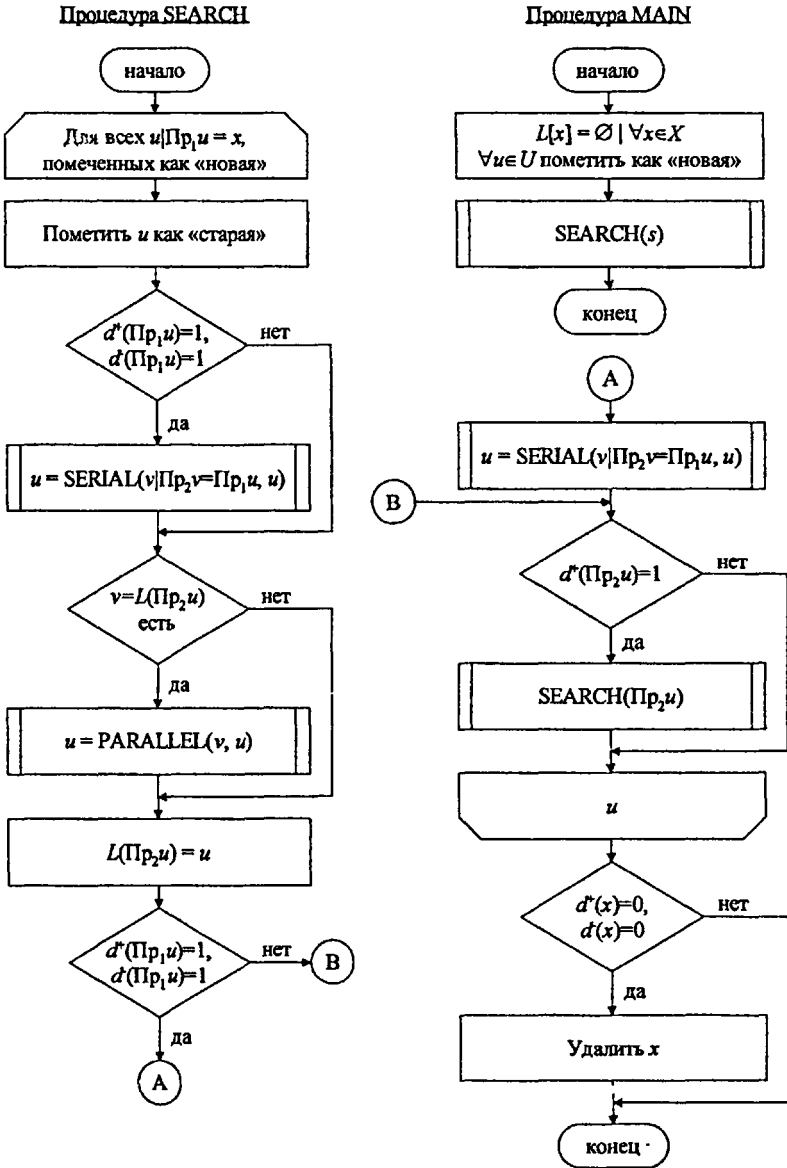 Процедура SEARCH
начало
Для всех u|Пр₁u = x,
помеченных как «новая»
Пометить u как «старая»
d⁺(Пр₁u)=1,
d⁻(Пр₁u)=1
нет
да
u = SERIAL(v|Пр₂v=Пр₁u, u)
v=L(Пр₂u)
есть
нет
да
u = PARALLEL(v, u)
L(Пр₂u) = u
d⁺(Пр₁u)=1,
d⁻(Пр₁u)=1
нет
B
да
A
Процедура MAIN
начало
L[x] = ∅ | ∀x∈X
∀u∈U пометить как «новая»
SEARCH(s)
конец
A
u = SERIAL(v|Пр₂v=Пр₁u, u)
B
d⁺(Пр₂u)=1
нет
да
SEARCH(Пр₂u)
u
d⁺(x)=0,
d⁻(x)=0
нет
да
Удалить x
конец